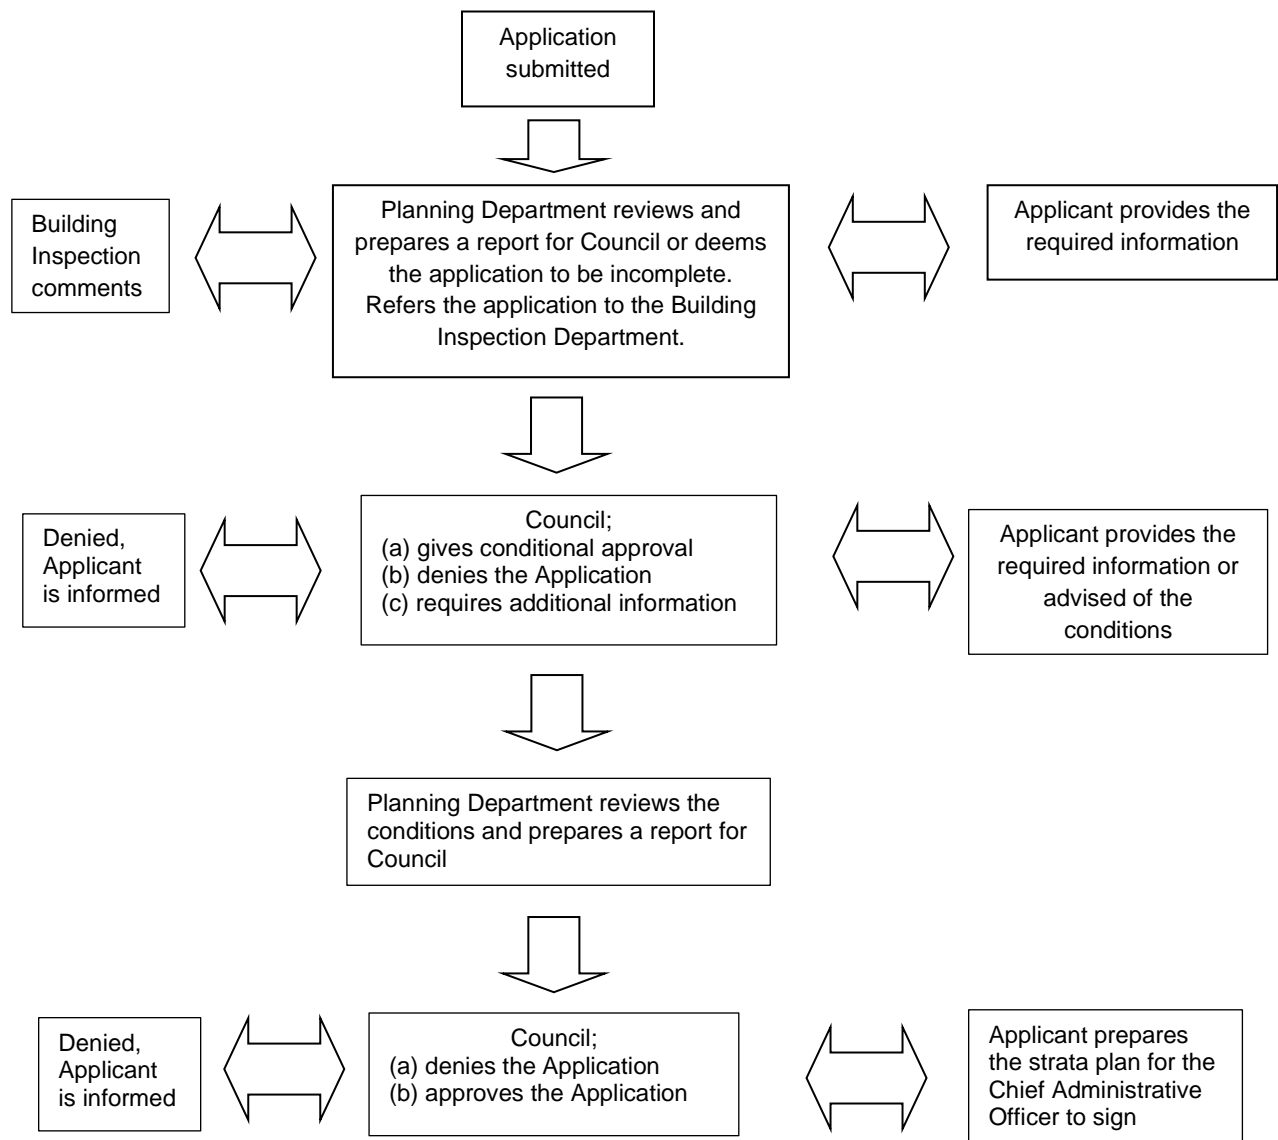 Application
submitted
Building
Inspection
comments
Planning Department reviews and
prepares a report for Council or deems
the application to be incomplete.
Refers the application to the Building
Inspection Department.
Applicant provides the
required information
Denied,
Applicant
is informed
Council;
(a) gives conditional approval
(b) denies the Application
(c) requires additional information
Applicant provides the
required information or
advised of the
conditions
Planning Department reviews the
conditions and prepares a report for
Council
Denied,
Applicant
is informed
Council;
(a) denies the Application
(b) approves the Application
Applicant prepares
the strata plan for the
Chief Administrative
Officer to sign